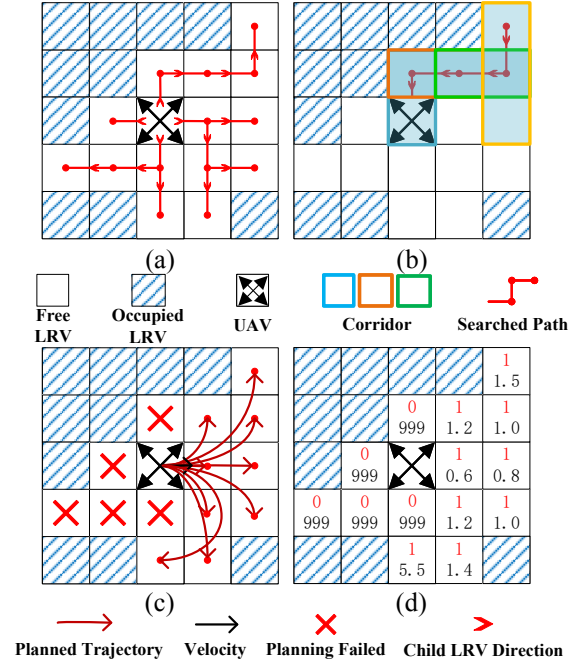 (a)
(b)
Free
LRV
Occupied
LRV
UAV
Corridor
Searched Path
1
1.5
0
1
1
999
1.2
1.0
0
1
1
999
0.6
0.8
0
0
0
1
1
999
999
999
1.2
1.0
1
1
5.5
1.4
(c)
(d)
Planned Trajectory
Velocity
Planning Failed
Child LRV Direction